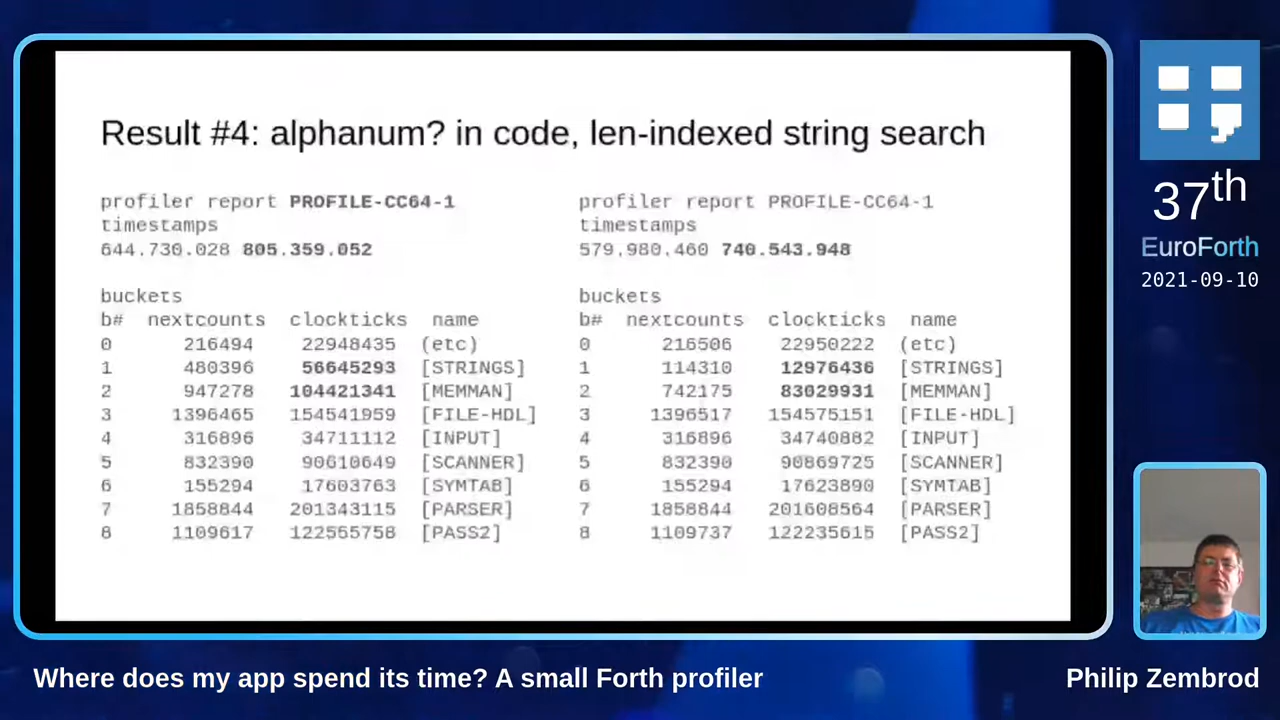 Result #4: alphanum? in code, len-indexed string search
profiler report PROFILE-CC64-1
timestamps
644.730.028 805.359.052
buckets
b# nextcounts clockticks name
0 216494 22948435 (etc)
1 480396 56645293 [STRINGS]
2 947278 104421341 [MEMMAN]
3 1396465 154541959 [FILE-HDL]
4 316896 34711112 [INPUT]
5 832390 90610649 [SCANNER]
6 155294 17603763 [SYMTAB]
7 1858844 201343115 [PARSER]
8 1109617 122565758 [PASS2]
profiler report PROFILE-CC64-1
timestamps
579.980.460 740.543.948
buckets
b# nextcounts clockticks name
0 216506 22950222 (etc)
1 114310 12976436 [STRINGS]
2 742175 83029931 [MEMMAN]
3 1396517 154575151 [FILE-HDL]
4 316896 34740882 [INPUT]
5 832390 90869725 [SCANNER]
6 155294 17623890 [SYMTAB]
7 1858844 201608564 [PARSER]
8 1109737 122235615 [PASS2]
37th
EuroForth
2021-09-10
Where does my app spend its time? A small Forth profiler
Philip Zembrod